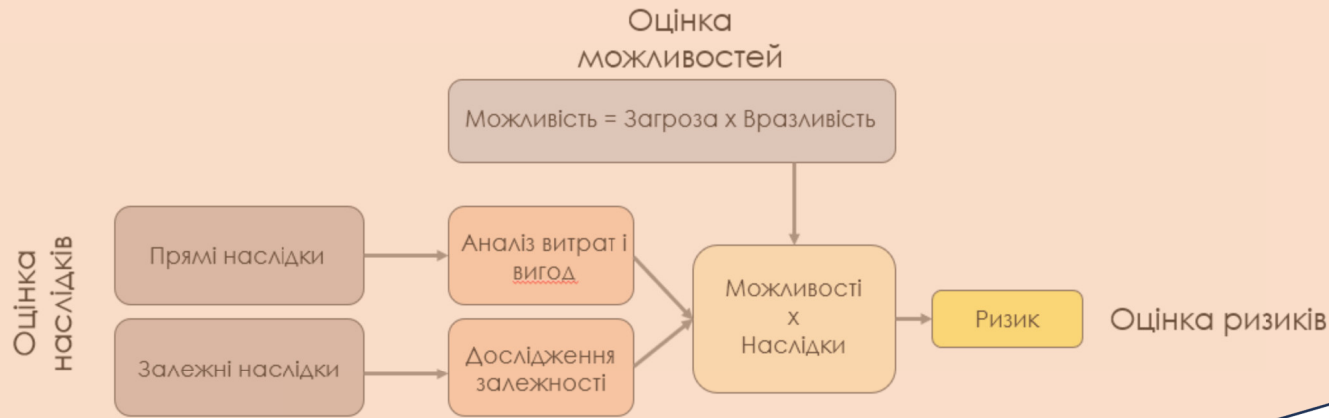 Оцінка
можливостей
Можливість = Загроза х Вразливість
Оцінка
наслідків
Прямі наслідки
Аналіз витрат і
вигод
Залежні наслідки
Дослідження
залежності
Можливості
х
Наслідки
Ризик
Оцінка ризиків